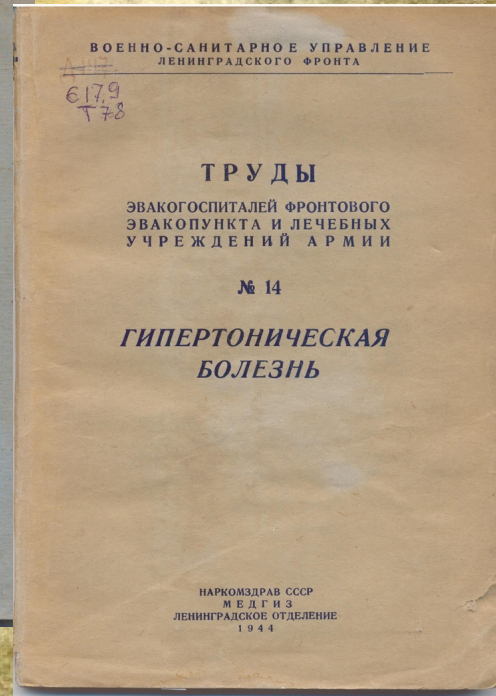 ВОЕННО-САНИТАРНОЕ УПРАВЛЕНИЕ
ЛЕНИНГРАДСКОГО ФРОНТА
617.9
Т 78
ТРУДЫ
ЭВАКОГОСПИТАЛЕЙ ФРОНТОВОГО
ЭВАКОПУНКТА И ЛЕЧЕБНЫХ
УЧРЕЖДЕНИЙ АРМИИ
№ 14
ГИПЕРТОНИЧЕСКАЯ
БОЛЕЗНЬ
НАРКОМЗДРАВ СССР
МЕДГИЗ
ЛЕНИНГРАДСКОЕ ОТДЕЛЕНИЕ
1944